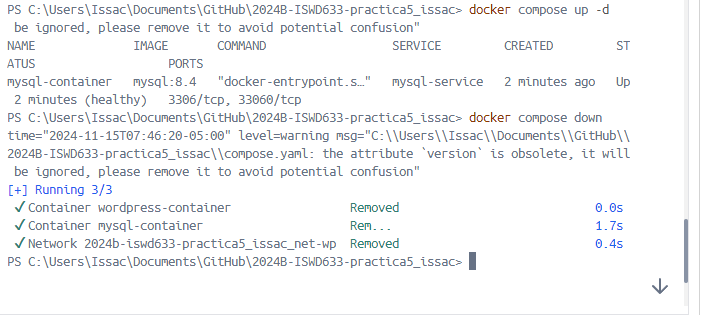 PS C:\Users\Issac\Documents\GitHub\2024B-ISWD633-practica5_issac> docker compose up -d
 be ignored, please remove it to avoid potential confusion"
NAME              IMAGE       COMMAND                  SERVICE         CREATED         ST
ATUS                   PORTS
mysql-container   mysql:8.4   "docker-entrypoint.s…"   mysql-service   2 minutes ago   Up
 2 minutes (healthy)   3306/tcp, 33060/tcp
PS C:\Users\Issac\Documents\GitHub\2024B-ISWD633-practica5_issac> docker compose down
time="2024-11-15T07:46:20-05:00" level=warning msg="C:\\Users\\Issac\\Documents\\GitHub\\
2024B-ISWD633-practica5_issac\\compose.yaml: the attribute `version` is obsolete, it will
 be ignored, please remove it to avoid potential confusion"
[+] Running 3/3
 ✓ Container wordpress-container                 Removed                            0.0s
 ✓ Container mysql-container                     Rem...                             1.7s
 ✓ Network 2024b-iswd633-practica5_issac_net-wp  Removed                            0.4s
PS C:\Users\Issac\Documents\GitHub\2024B-ISWD633-practica5_issac>